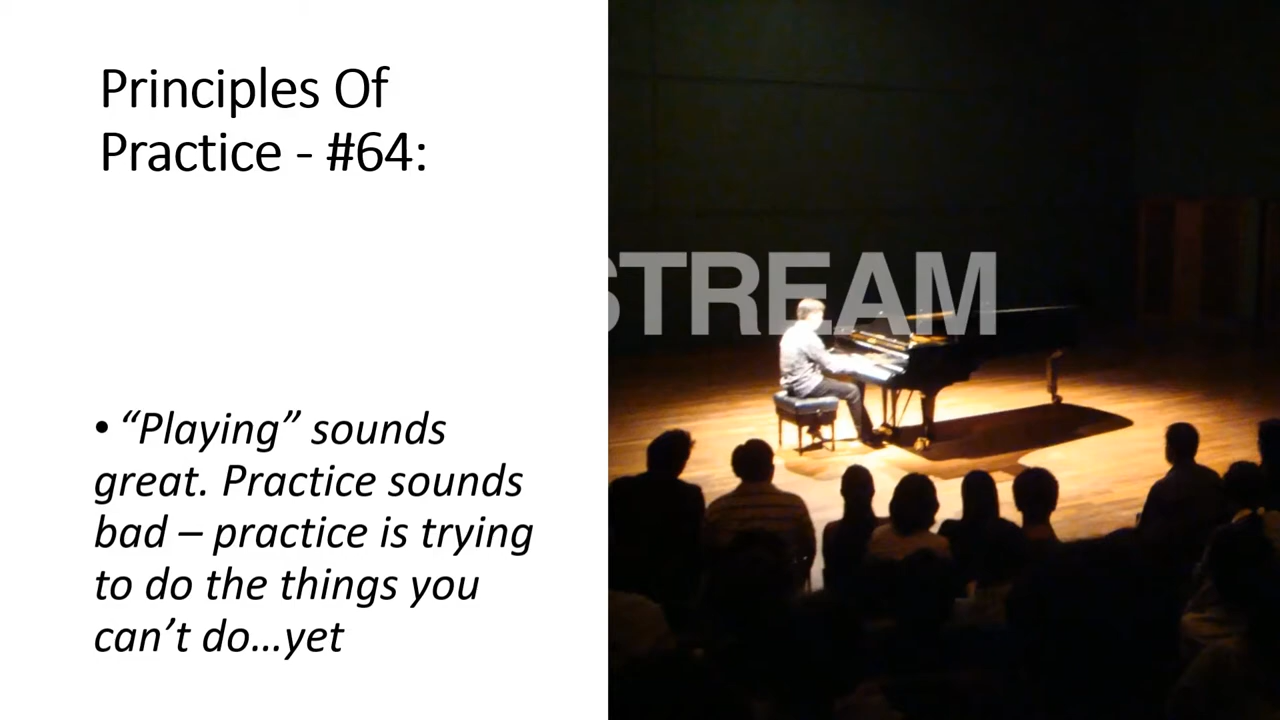 Principles Of
Practice - #64:
• “Playing” sounds
great. Practice sounds
bad – practice is trying
to do the things you
can’t do…yet
STREAM